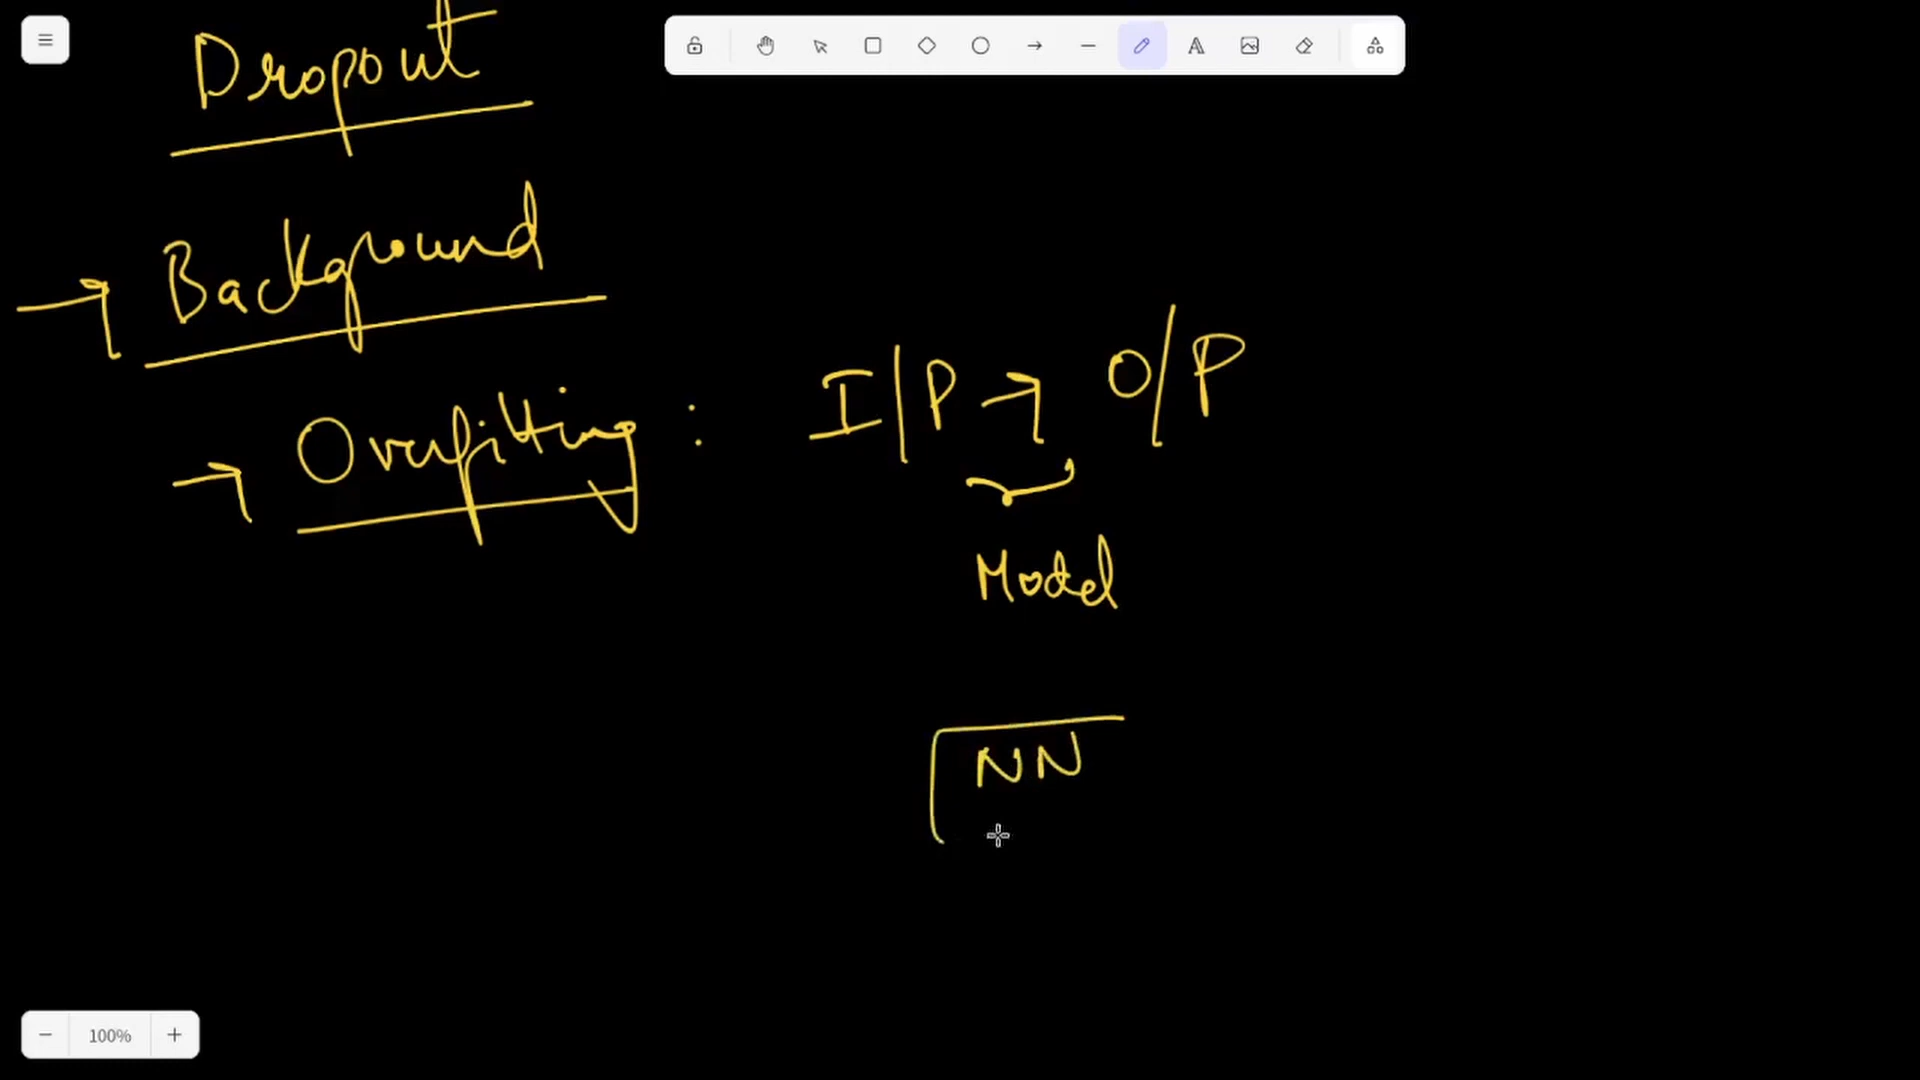 Dropout
→ Background
→ Overfitting : I/P → O/P
Model
NN
100%